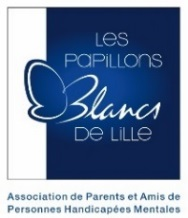 LES
PAPILLONS
Blancs
DE LILLE
Association de Parents et Amis de
Personnes Handicapées Mentales